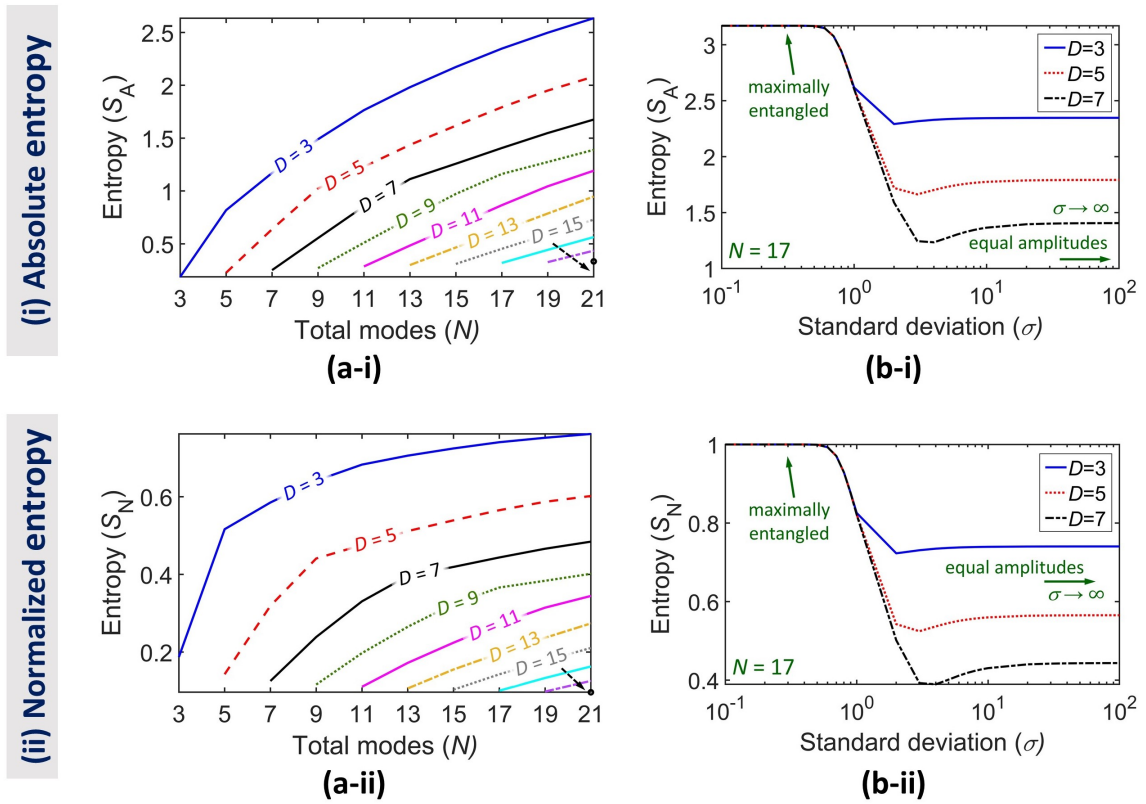 (i) Absolute entropy
Entropy (S_A)
2.5
2
1.5
1
0.5
D = 3
D = 5
D = 7
D = 9
D = 11
D = 13
D = 15
3 5 7 9 11 13 15 17 19 21
Total modes (N)
(a-i)
Entropy (S_A)
3
2.5
2
1.5
1
maximally
entangled
D=3
D=5
D=7
σ → ∞
equal amplitudes
N = 17
10^-1 10^0 10^1 10^2
Standard deviation (σ)
(b-i)
(ii) Normalized entropy
Entropy (S_N)
0.6
0.4
0.2
D = 3
D = 5
D = 7
D = 9
D = 11
D = 13
D = 15
3 5 7 9 11 13 15 17 19 21
Total modes (N)
(a-ii)
Entropy (S_N)
1
0.8
0.6
0.4
maximally
entangled
D=3
D=5
D=7
equal amplitudes
σ → ∞
N = 17
10^-1 10^0 10^1 10^2
Standard deviation (σ)
(b-ii)